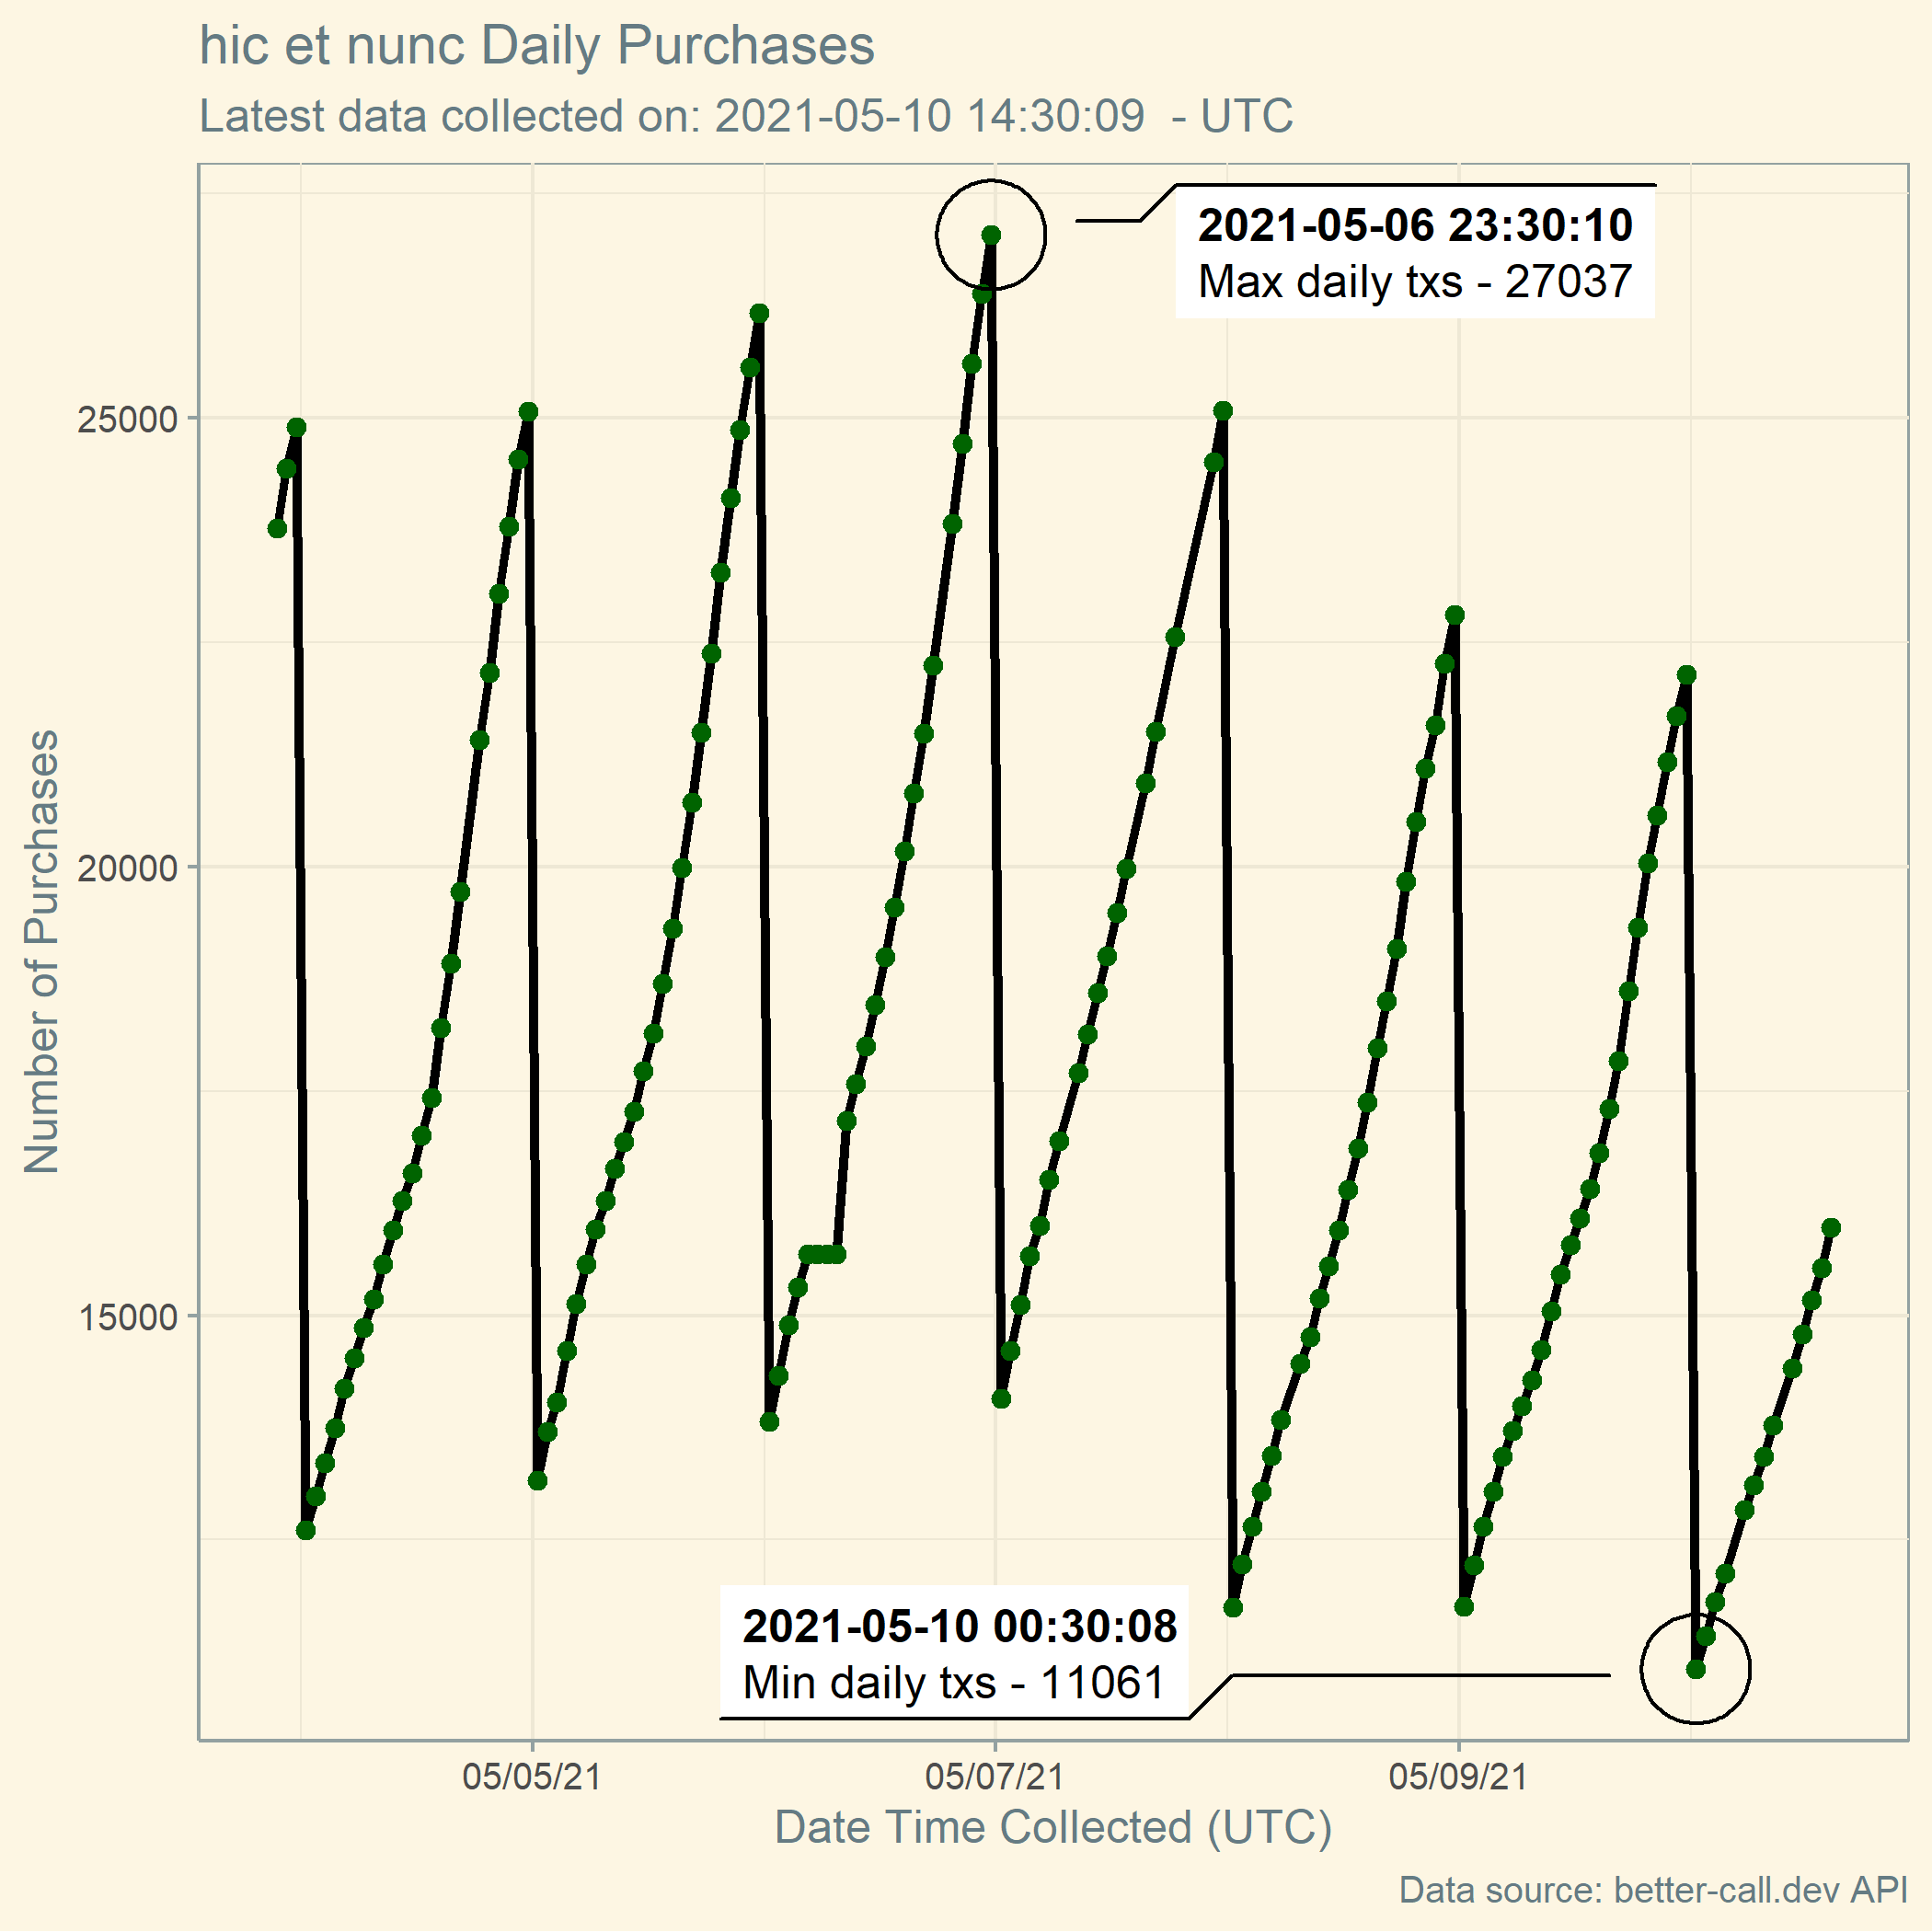 hic et nunc Daily Purchases
Latest data collected on: 2021-05-10 14:30:09 - UTC
2021-05-06 23:30:10
Max daily txs - 27037
25000
20000
15000
Number of Purchases
2021-05-10 00:30:08
Min daily txs - 11061
05/05/21
05/07/21
05/09/21
Date Time Collected (UTC)
Data source: better-call.dev API